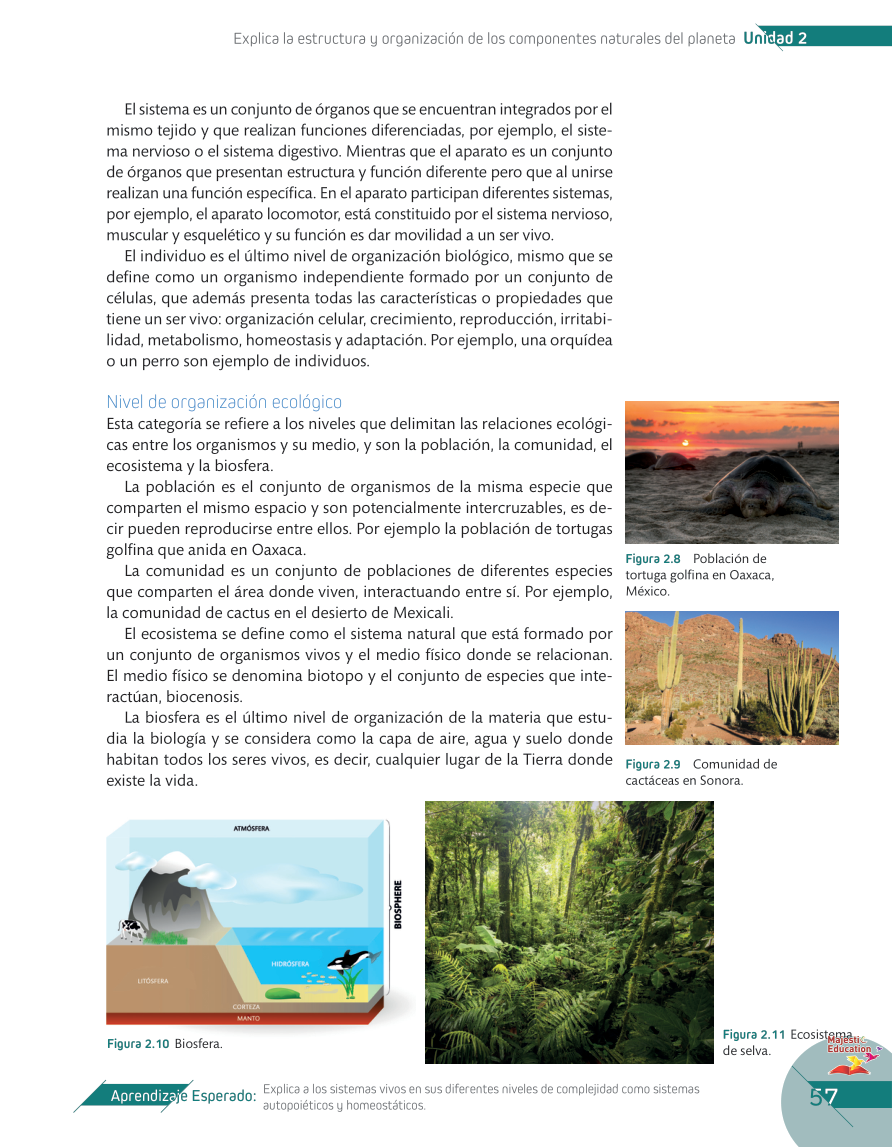 Explica la estructura y organización de los componentes naturales del planeta Unidad 2
El sistema es un conjunto de órganos que se encuentran integrados por el
mismo tejido y que realizan funciones diferenciadas, por ejemplo, el siste-
ma nervioso o el sistema digestivo. Mientras que el aparato es un conjunto
de órganos que presentan estructura y función diferente pero que al unirse
realizan una función específica. En el aparato participan diferentes sistemas,
por ejemplo, el aparato locomotor, está constituido por el sistema nervioso,
muscular y esquelético y su función es dar movilidad a un ser vivo.
El individuo es el último nivel de organización biológico, mismo que se
define como un organismo independiente formado por un conjunto de
células, que además presenta todas las características o propiedades que
tiene un ser vivo: organización celular, crecimiento, reproducción, irritabi-
lidad, metabolismo, homeostasis y adaptación. Por ejemplo, una orquídea
o un perro son ejemplo de individuos.
Nivel de organización ecológico
Esta categoría se refiere a los niveles que delimitan las relaciones ecológi-
cas entre los organismos y su medio, y son la población, la comunidad, el
ecosistema y la biosfera.
La población es el conjunto de organismos de la misma especie que
comparten el mismo espacio y son potencialmente intercruzables, es de-
cir pueden reproducirse entre ellos. Por ejemplo la población de tortugas
golfina que anida en Oaxaca.
La comunidad es un conjunto de poblaciones de diferentes especies
que comparten el área donde viven, interactuando entre sí. Por ejemplo,
la comunidad de cactus en el desierto de Mexicali.
El ecosistema se define como el sistema natural que está formado por
un conjunto de organismos vivos y el medio físico donde se relacionan.
El medio físico se denomina biotopo y el conjunto de especies que inte-
ractúan, biocenosis.
La biosfera es el último nivel de organización de la materia que estu-
dia la biología y se considera como la capa de aire, agua y suelo donde
habitan todos los seres vivos, es decir, cualquier lugar de la Tierra donde
existe la vida.
Figura 2.8 Población de
tortuga golfina en Oaxaca,
México.
Figura 2.9 Comunidad de
cactáceas en Sonora.
ATMÓSFERA
BIOSPHERE
HIDRÓSFERA
LITÓSFERA
CORTEZA
MANTO
Figura 2.10 Biosfera.
Figura 2.11 Ecosistema
de selva.
Majestic
Education
Aprendizaje Esperado:
Explica a los sistemas vivos en sus diferentes niveles de complejidad como sistemas
autopoiéticos y homeostáticos.
57